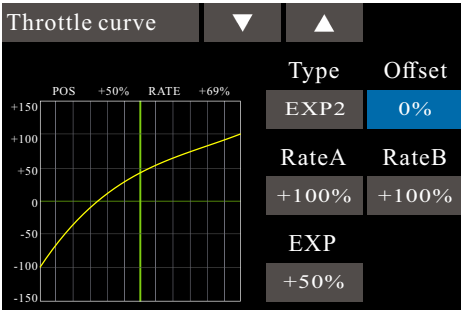 Throttle curve ▼ ▲
Type Offset
POS +50% RATE +69%
EXP2 0%
+150
+100
+50
0
-50
-100
-150
RateA RateB
+100% +100%
EXP
+50%